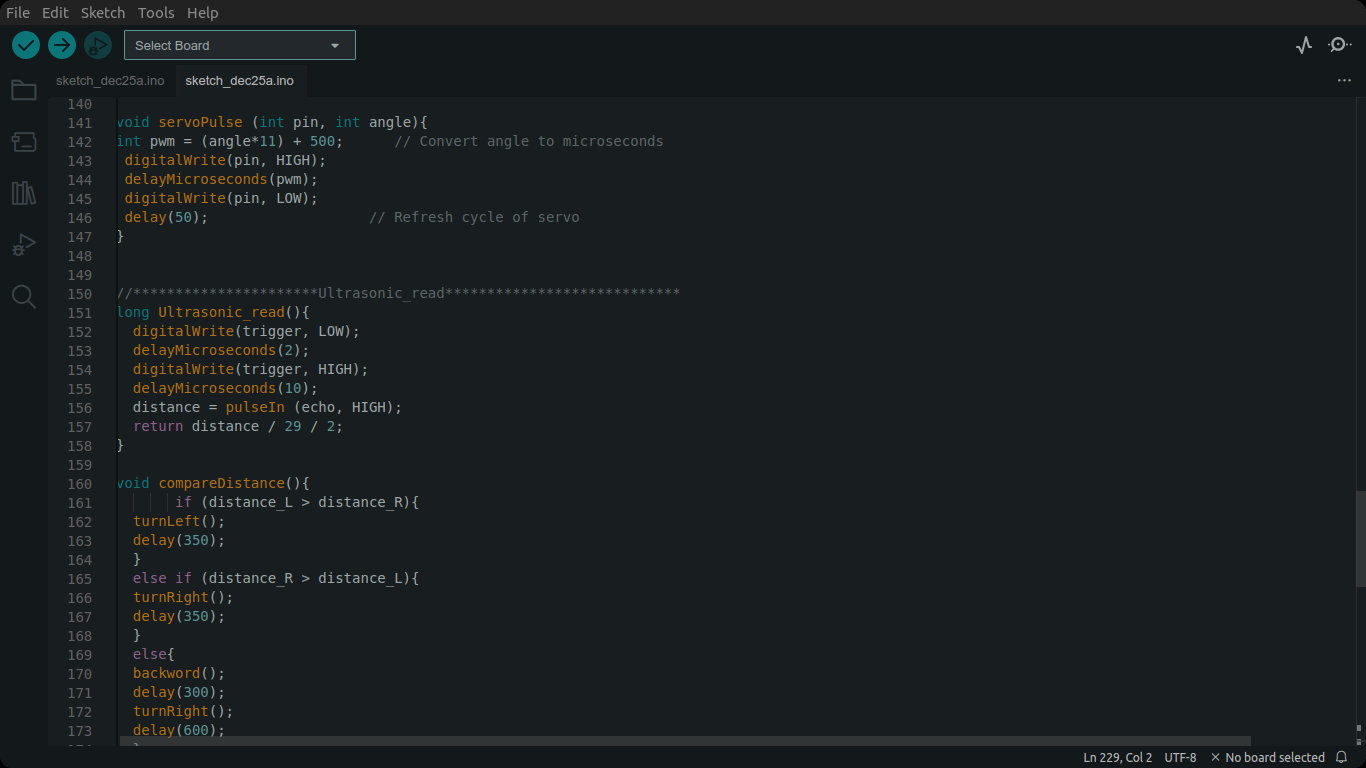 File Edit Sketch Tools Help
Select Board
sketch_dec25a.ino sketch_dec25a.ino
140
141 void servoPulse (int pin, int angle){
142 int pwm = (angle*11) + 500;      // Convert angle to microseconds
143  digitalWrite(pin, HIGH);
144  delayMicroseconds(pwm);
145  digitalWrite(pin, LOW);
146  delay(50);                   // Refresh cycle of servo
147 }
148
149
150 //**********************Ultrasonic_read****************************
151 long Ultrasonic_read(){
152   digitalWrite(trigger, LOW);
153   delayMicroseconds(2);
154   digitalWrite(trigger, HIGH);
155   delayMicroseconds(10);
156   distance = pulseIn (echo, HIGH);
157   return distance / 29 / 2;
158 }
159
160 void compareDistance(){
161        if (distance_L > distance_R){
162   turnLeft();
163   delay(350);
164   }
165   else if (distance_R > distance_L){
166   turnRight();
167   delay(350);
168   }
169   else{
170   backword();
171   delay(300);
172   turnRight();
173   delay(600);
Ln 229, Col 2 UTF-8 × No board selected